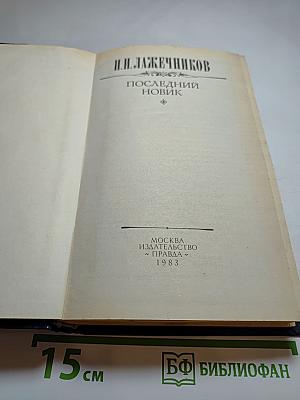 И.И.ЛАЖЕЧНИКОВ
ПОСЛЕДНИЙ
НОВИК
МОСКВА
ИЗДАТЕЛЬСТВО
~ ПРАВДА ~
1983
15 см
БФ БИБЛИОФАН